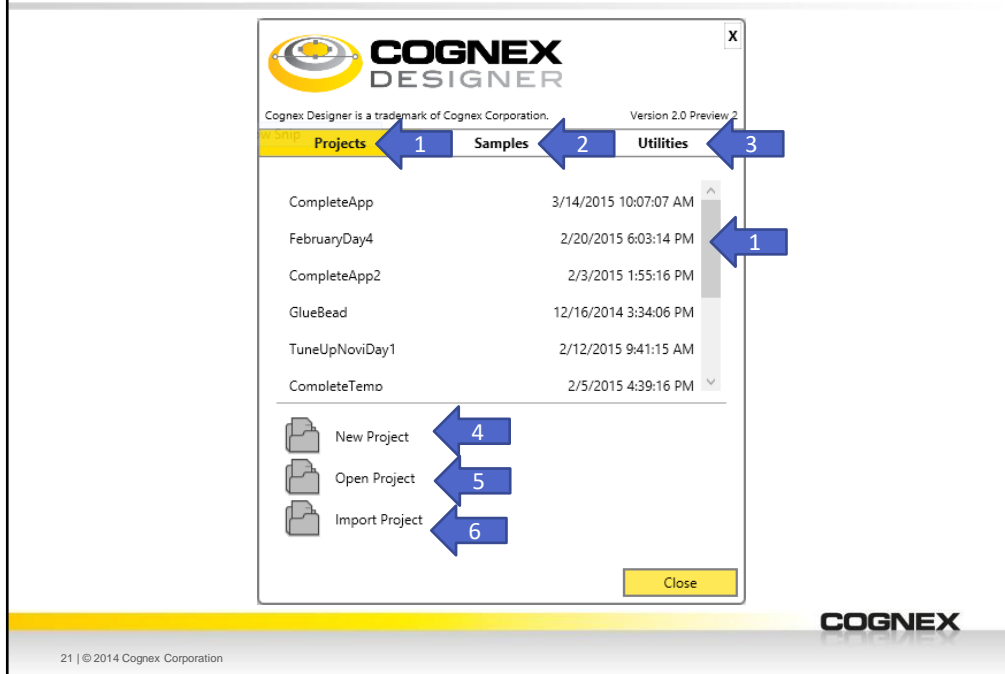 X
COGNEX
DESIGNER
Cognex Designer is a trademark of Cognex Corporation. Version 2.0 Preview 2
w Snip
Projects 1 Samples 2 Utilities 3
CompleteApp 3/14/2015 10:07:07 AM
FebruaryDay4 2/20/2015 6:03:14 PM 1
CompleteApp2 2/3/2015 1:55:16 PM
GlueBead 12/16/2014 3:34:06 PM
TuneUpNoviDay1 2/12/2015 9:41:15 AM
CompleteTemp 2/5/2015 4:39:16 PM
New Project 4
Open Project 5
Import Project 6
Close
COGNEX
21 | © 2014 Cognex Corporation